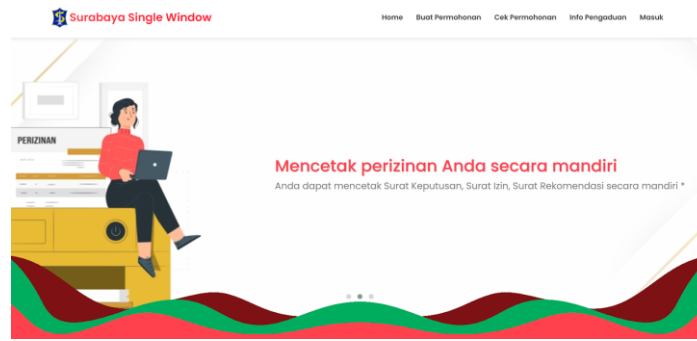 Surabaya Single Window
Home Buat Permohonan Cek Permohonan Info Pengaduan Masuk
PERIZINAN
Mencetak perizinan Anda secara mandiri
Anda dapat mencetak Surat Keputusan, Surat Izin, Surat Rekomendasi secara mandiri *